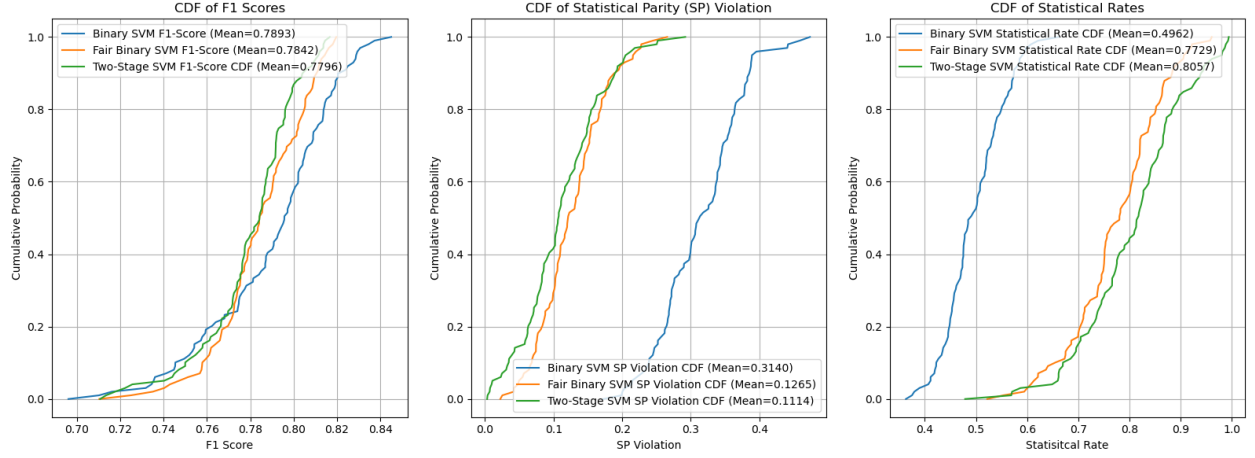 CDF of F1 Scores
Binary SVM F1-Score (Mean=0.7893)
Fair Binary SVM F1-Score (Mean=0.7842)
Two-Stage SVM F1-Score CDF (Mean=0.7796)
Cumulative Probability
1.0
0.8
0.6
0.4
0.2
0.0
0.70 0.72 0.74 0.76 0.78 0.80 0.82 0.84
F1 Score
CDF of Statistical Parity (SP) Violation
Cumulative Probability
1.0
0.8
0.6
0.4
0.2
0.0
Binary SVM SP Violation CDF (Mean=0.3140)
Fair Binary SVM SP Violation CDF (Mean=0.1265)
Two-Stage SVM SP Violation CDF (Mean=0.1114)
0.0 0.1 0.2 0.3 0.4
SP Violation
CDF of Statistical Rates
Binary SVM Statistical Rate CDF (Mean=0.4962)
Fair Binary SVM Statistical Rate CDF (Mean=0.7729)
Two-Stage SVM Statistical Rate CDF (Mean=0.8057)
Cumulative Probability
1.0
0.8
0.6
0.4
0.2
0.0
0.4 0.5 0.6 0.7 0.8 0.9 1.0
Statisitcal Rate